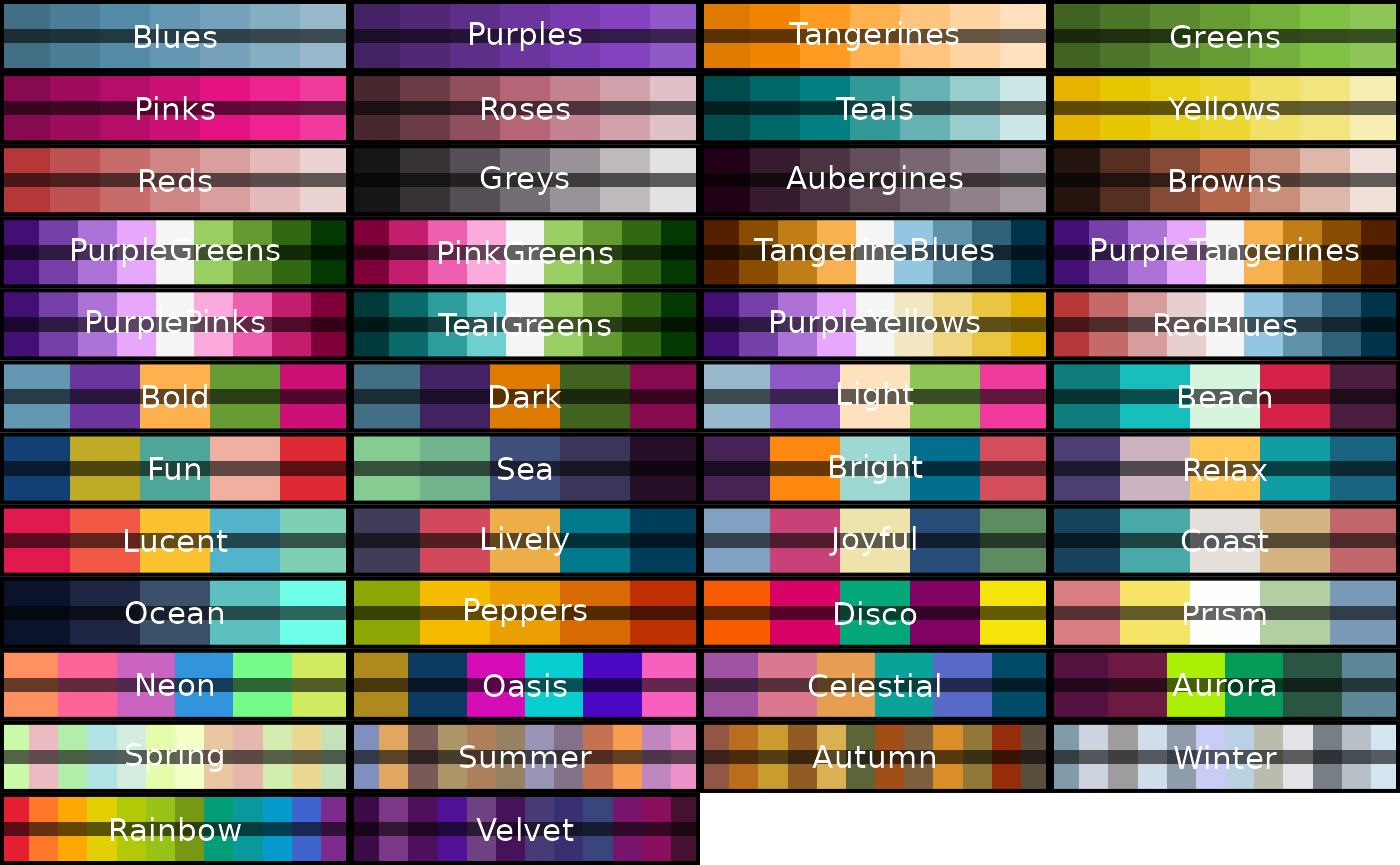 Blues
Purples
Tangerines
Greens
Pinks
Roses
Teals
Yellows
Reds
Greys
Aubergines
Browns
PurpleGreens
PinkGreens
TangerineBlues
PurpleTangerines
PurplePinks
TealGreens
PurpleYellows
RedBlues
Bold
Dark
Light
Beach
Fun
Sea
Bright
Relax
Lucent
Lively
Joyful
Coast
Ocean
Peppers
Disco
Prism
Neon
Oasis
Celestial
Aurora
Spring
Summer
Autumn
Winter
Rainbow
Velvet